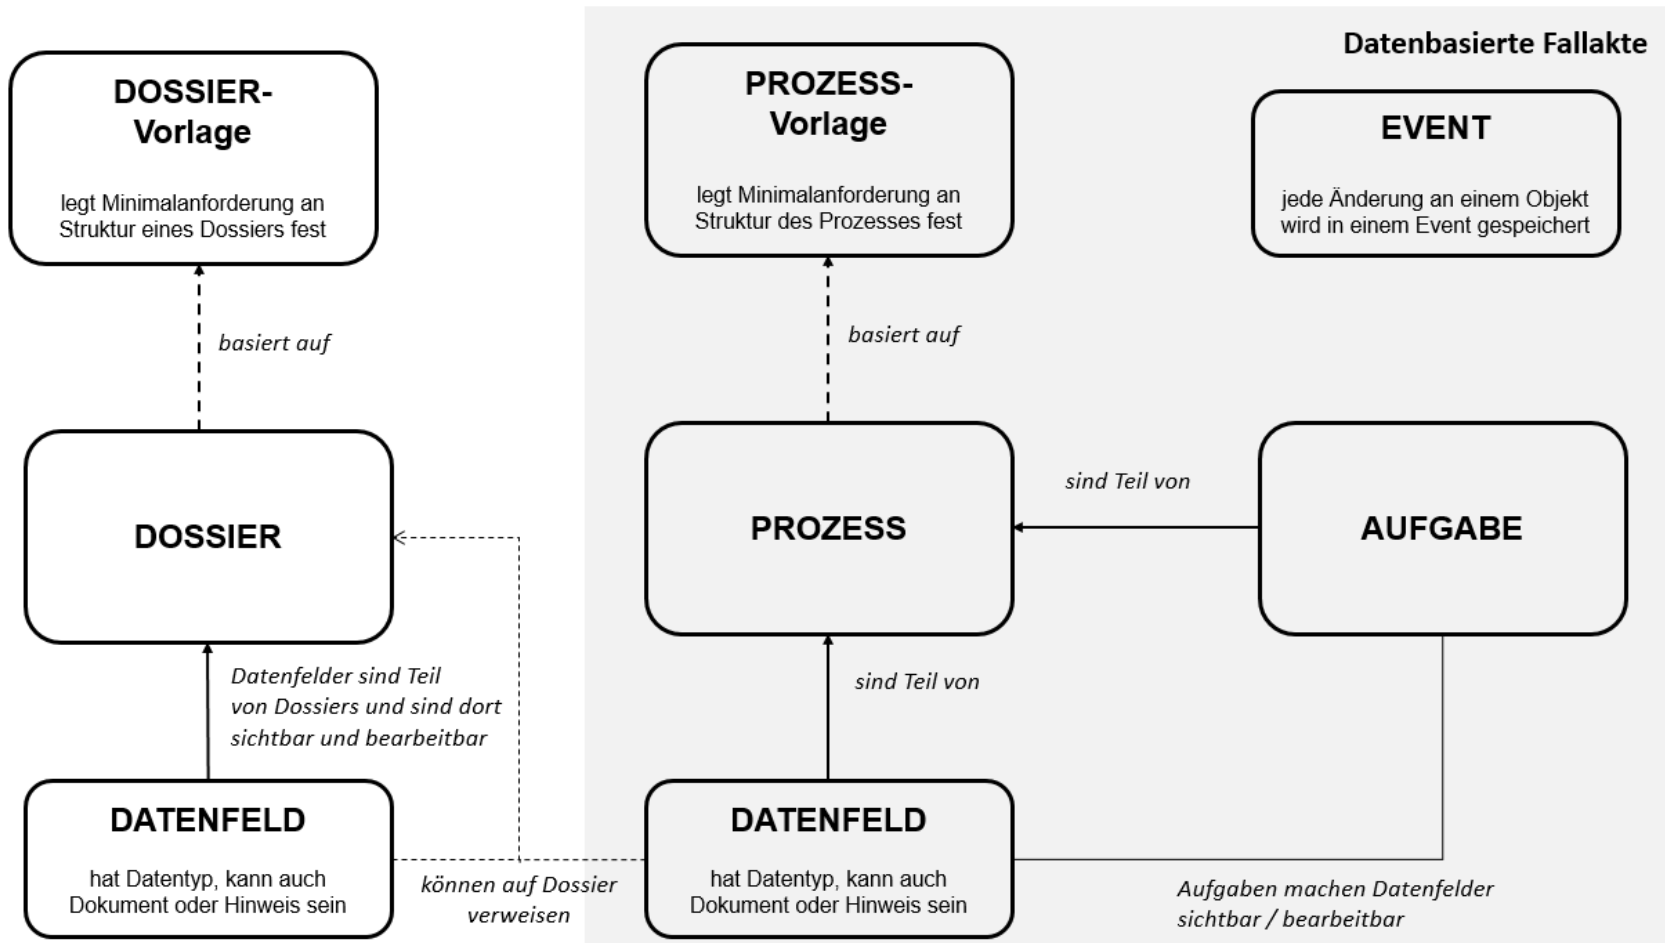 Datenbasierte Fallakte
DOSSIER-
Vorlage
legt Minimalanforderung an
Struktur eines Dossiers fest
PROZESS-
Vorlage
legt Minimalanforderung an
Struktur des Prozesses fest
EVENT
jede Änderung an einem Objekt
wird in einem Event gespeichert
basiert auf
basiert auf
DOSSIER
PROZESS
sind Teil von
AUFGABE
Datenfelder sind Teil
von Dossiers und sind dort
sichtbar und bearbeitbar
sind Teil von
DATENFELD
hat Datentyp, kann auch
Dokument oder Hinweis sein
können auf Dossier
verweisen
DATENFELD
hat Datentyp, kann auch
Dokument oder Hinweis sein
Aufgaben machen Datenfelder
sichtbar / bearbeitbar